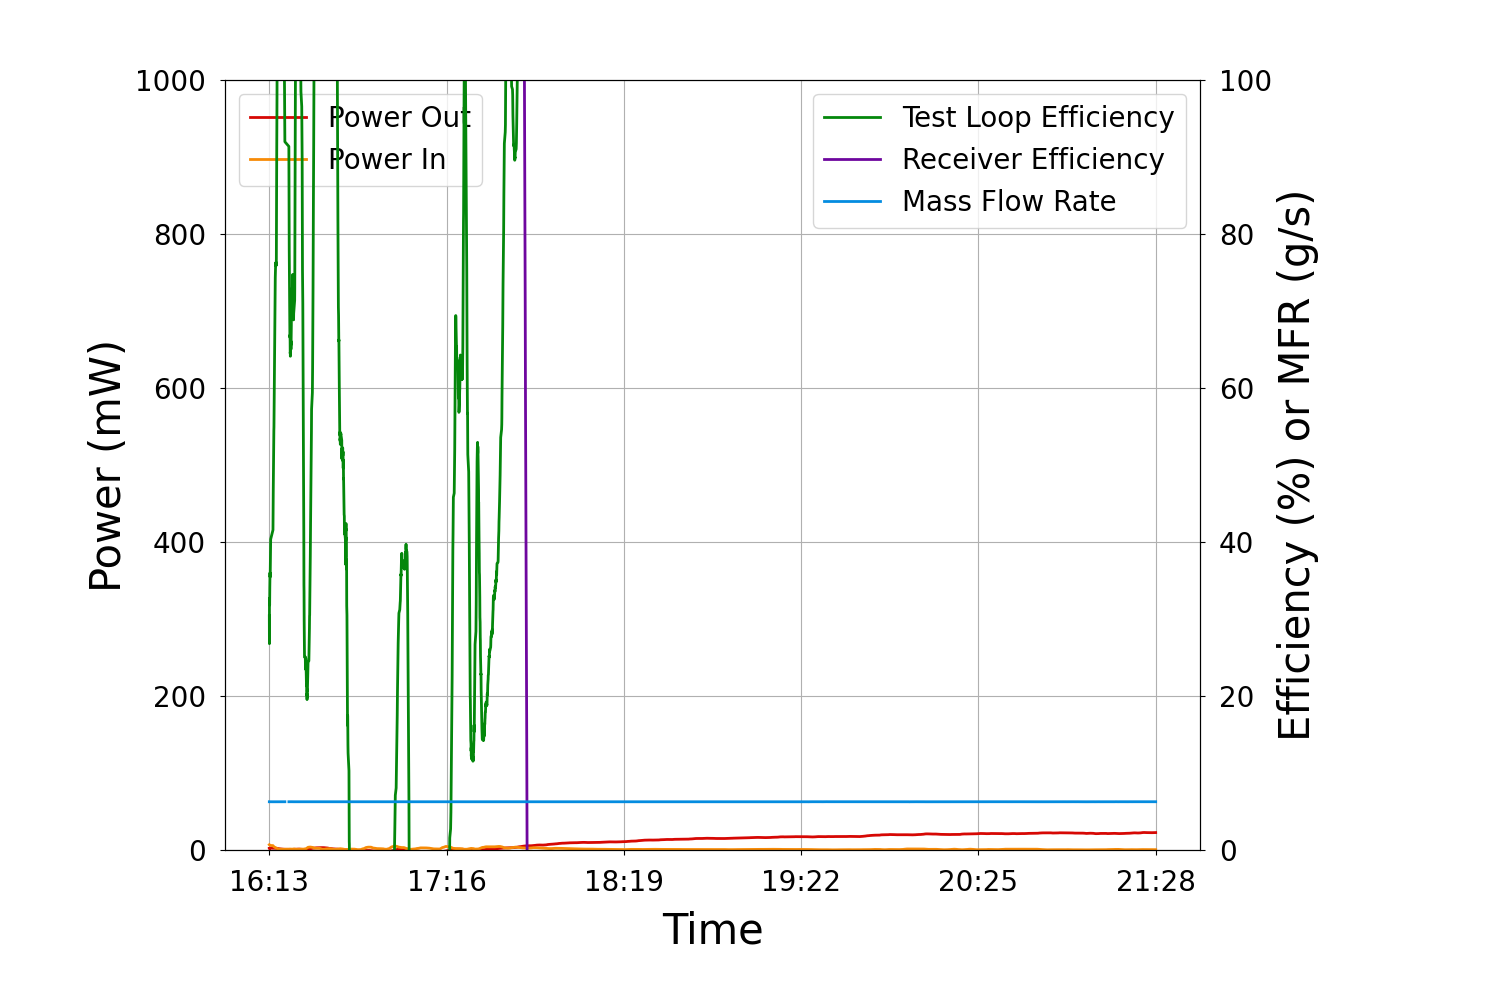 1000
800
600
400
200
0
Power (mW)
Power Out
Power In
Test Loop Efficiency
Receiver Efficiency
Mass Flow Rate
100
80
60
40
20
0
Efficiency (%) or MFR (g/s)
16:13
17:16
18:19
19:22
20:25
21:28
Time